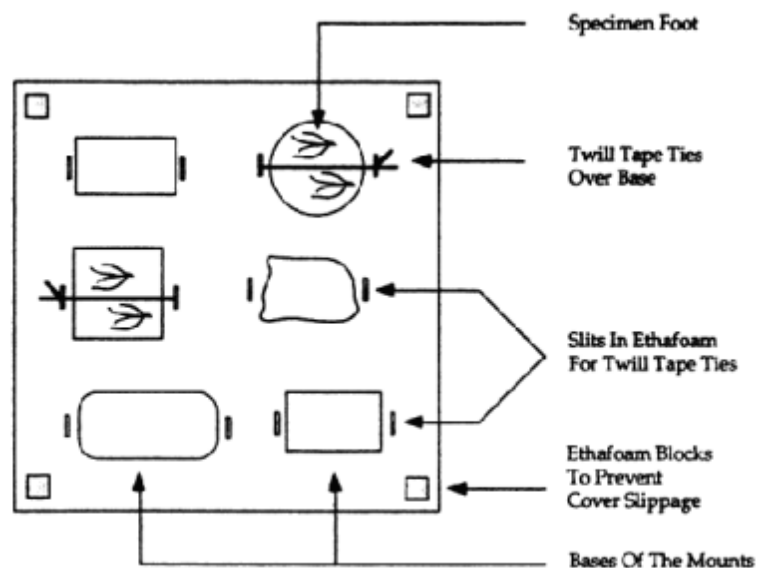 Specimen Foot
Twill Tape Ties
Over Base
Slits In Ethafoam
For Twill Tape Ties
Ethafoam Blocks
To Prevent
Cover Slippage
Bases Of The Mounts